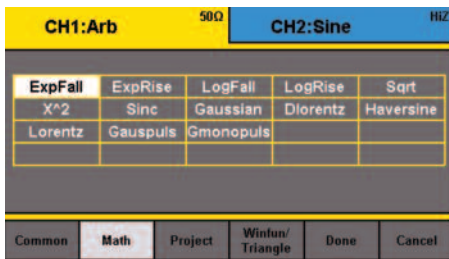 CH1:Arb 50Ω CH2:Sine HiZ
ExpFall ExpRise LogFall LogRise Sqrt
X^2 Sinc Gaussian Dlorentz Haversine
Lorentz Gauspuls Gmonopuls
Common Math Project Winfun/ Triangle Done Cancel